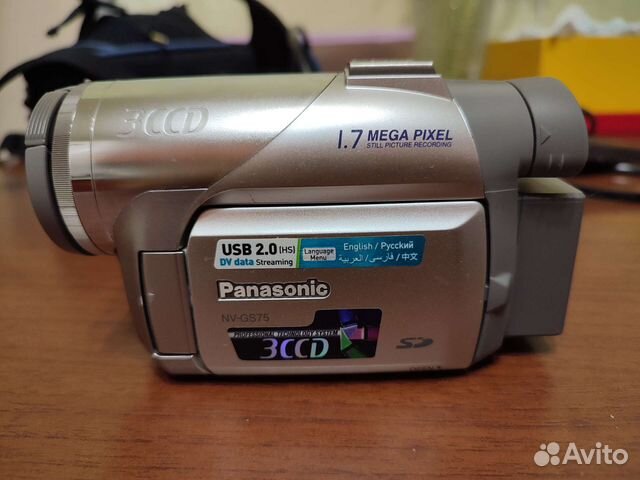 3CCD
1.7 MEGA PIXEL
STILL PICTURE RECORDING
USB 2.0 [HS]
DV data Streaming
Language
Menu
English / Русский
中文 / فارسی / العربية
Panasonic
NV-GS75
PROFESSIONAL TECHNOLOGY SYSTEM
3CCD
SD
OPEN
Avito